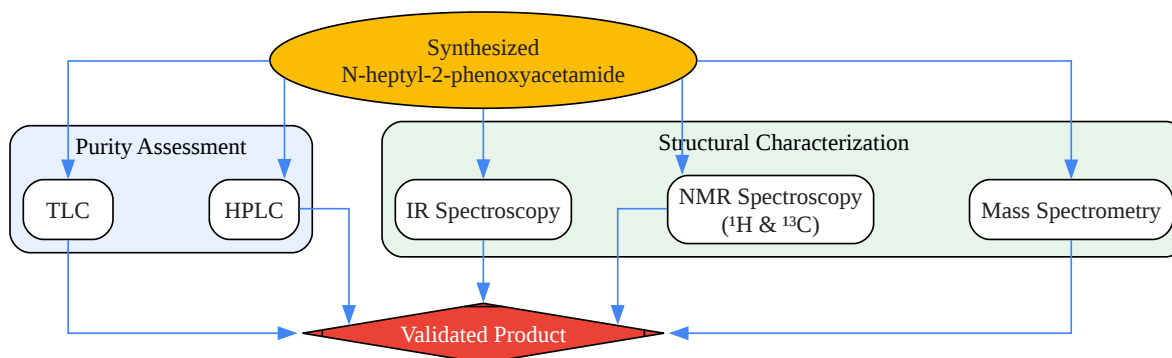 Synthesized
N-heptyl-2-phenoxyacetamide
Purity Assessment
Structural Characterization
TLC
HPLC
IR Spectroscopy
NMR Spectroscopy
(¹H & ¹³C)
Mass Spectrometry
Validated Product